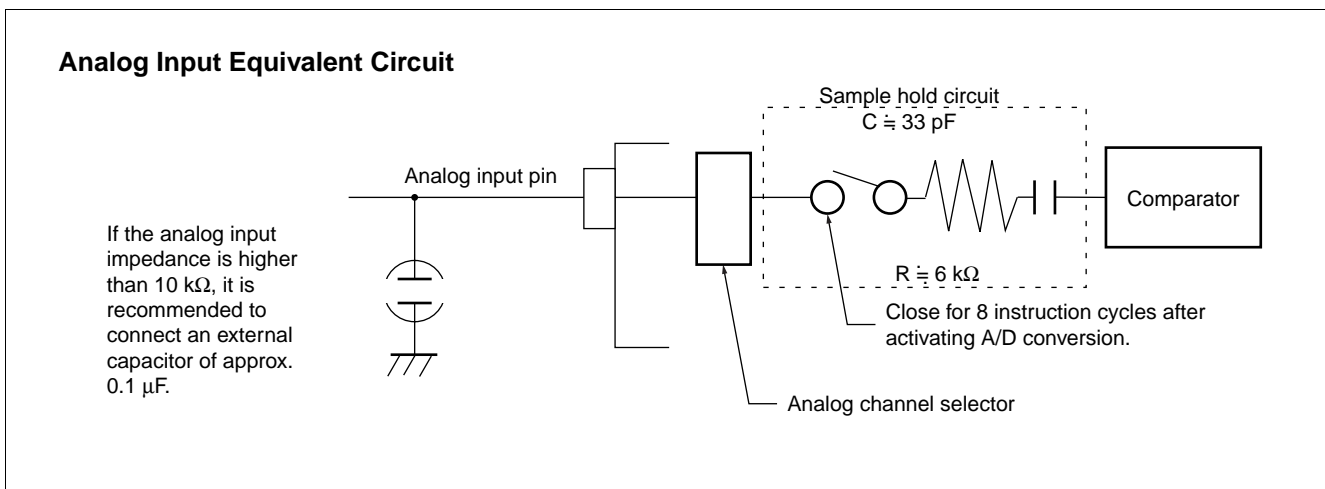 Analog Input Equivalent Circuit
Sample hold circuit
C ≒ 33 pF
Analog input pin
Comparator
If the analog input
impedance is higher
than 10 kΩ, it is
recommended to
connect an external
capacitor of approx.
0.1 µF.
R ≒ 6 kΩ
Close for 8 instruction cycles after
activating A/D conversion.
Analog channel selector